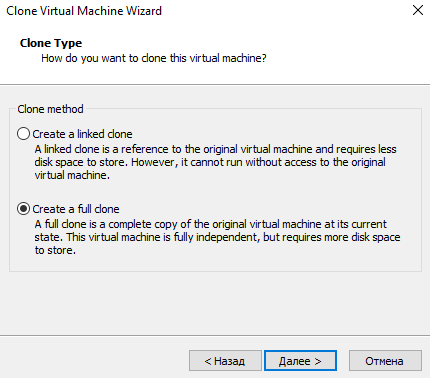 Clone Virtual Machine Wizard
Clone Type
How do you want to clone this virtual machine?
Clone method
Create a linked clone
A linked clone is a reference to the original virtual machine and requires less
disk space to store. However, it cannot run without access to the original
virtual machine.
Create a full clone
A full clone is a complete copy of the original virtual machine at its current
state. This virtual machine is fully independent, but requires more disk space
to store.
< Назад
Далее >
Отмена